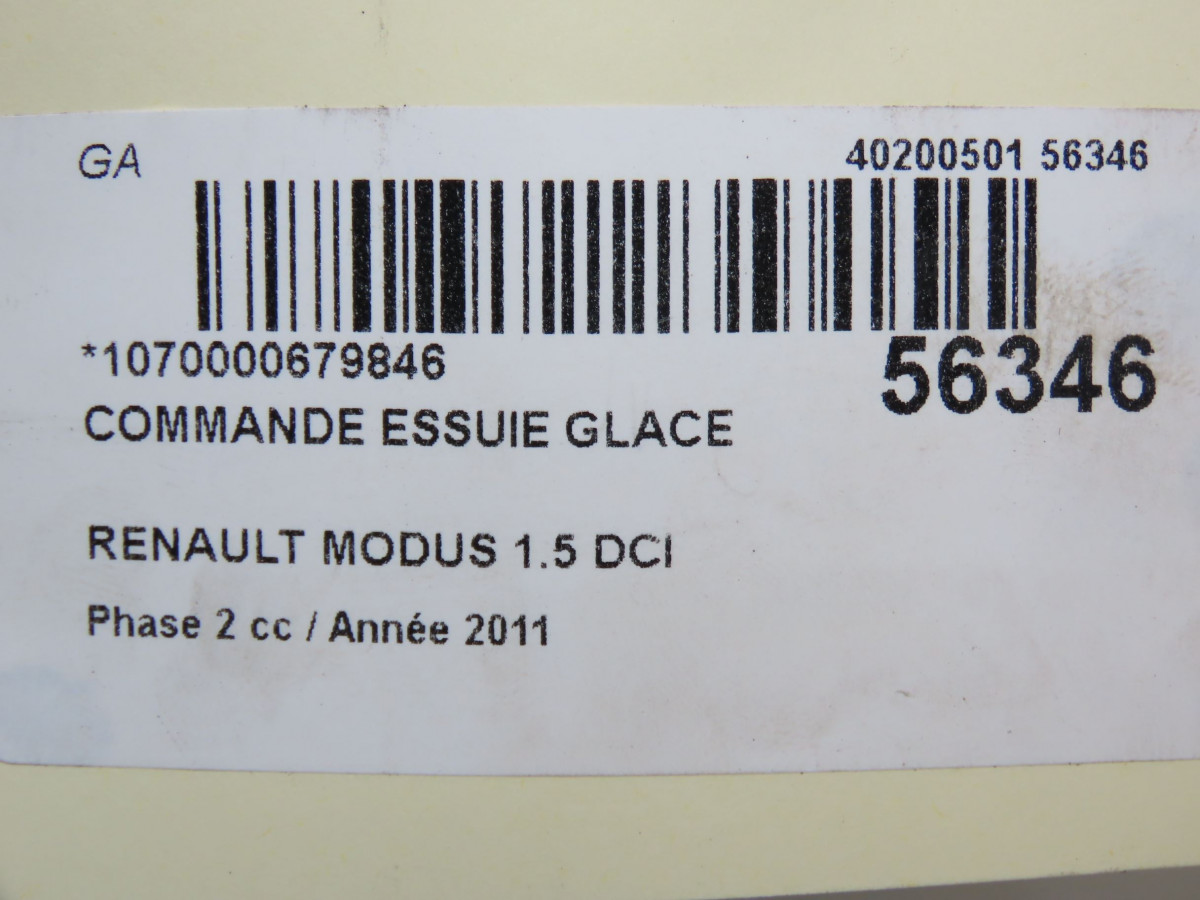 GA
40200501 56346
*1070000679846
56346
COMMANDE ESSUIE GLACE
RENAULT MODUS 1.5 DCI
Phase 2 cc / Année 2011